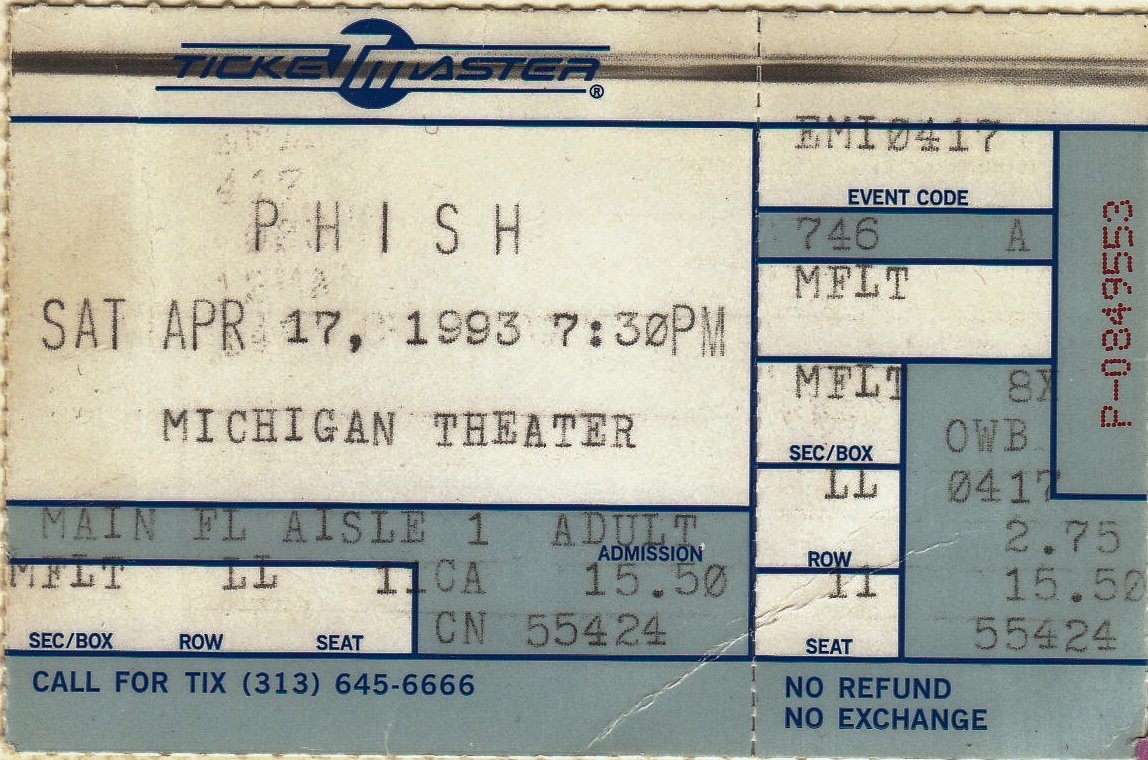 TICKETMASTER®
PHISH
SAT APR 17, 1993 7:30PM
MICHIGAN THEATER
MAIN FL AISLE 1 ADULT
ADMISSION
MFLT LL 11 CA 15.50
CN 55424
SEC/BOX ROW SEAT
CALL FOR TIX (313) 645-6666
EMI0417
EVENT CODE
746 A
MFLT
MFLT 8X
SEC/BOX OWB
LL 0417
ROW 2.75
11 15.50
SEAT 55424
NO REFUND
NO EXCHANGE
P-0849553